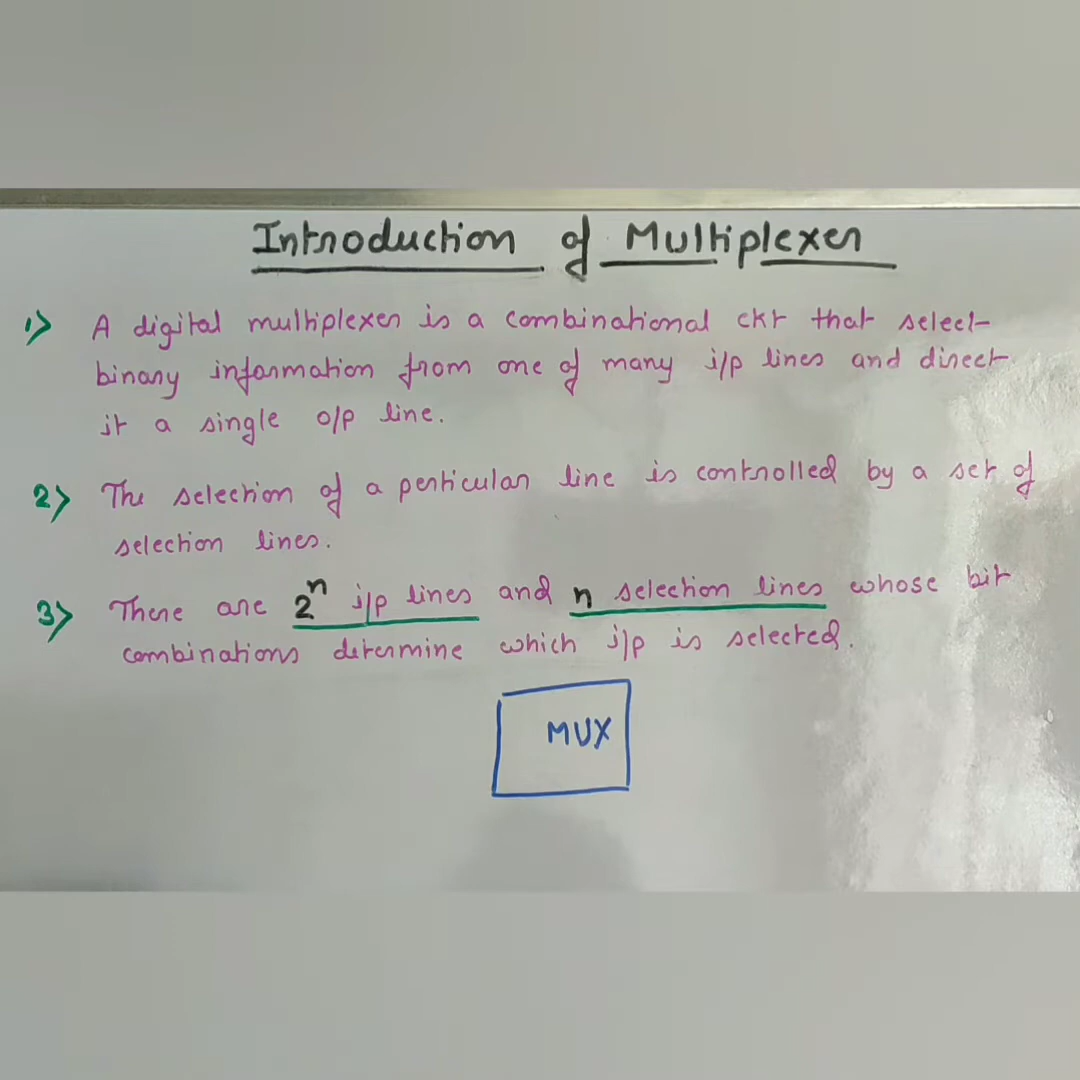 Introduction of Multiplexer
1> A digital multiplexer is a combinational ckt that select
binary information from one of many i/p lines and direct
it a single o/p line.
2> The selection of a perticular line is controlled by a set of
selection lines.
3> There are 2^n i/p lines and n selection lines whose bit
combinations determine which i/p is selected.
MUX